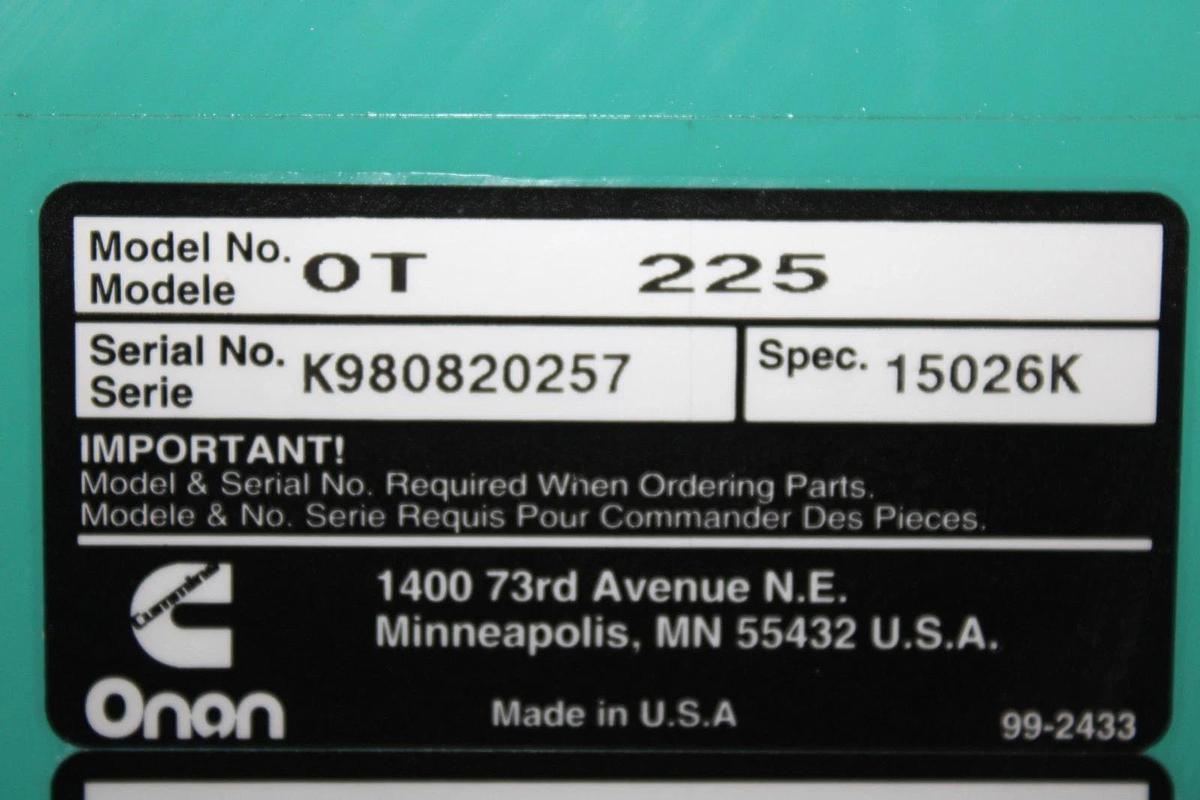 Model No.
Modele
OT 225
Serial No.
Serie
K980820257
Spec. 15026K
IMPORTANT!
Model & Serial No. Required When Ordering Parts.
Modele & No. Serie Requis Pour Commander Des Pieces.
Cummins
Onan
1400 73rd Avenue N.E.
Minneapolis, MN 55432 U.S.A.
Made in U.S.A
99-2433